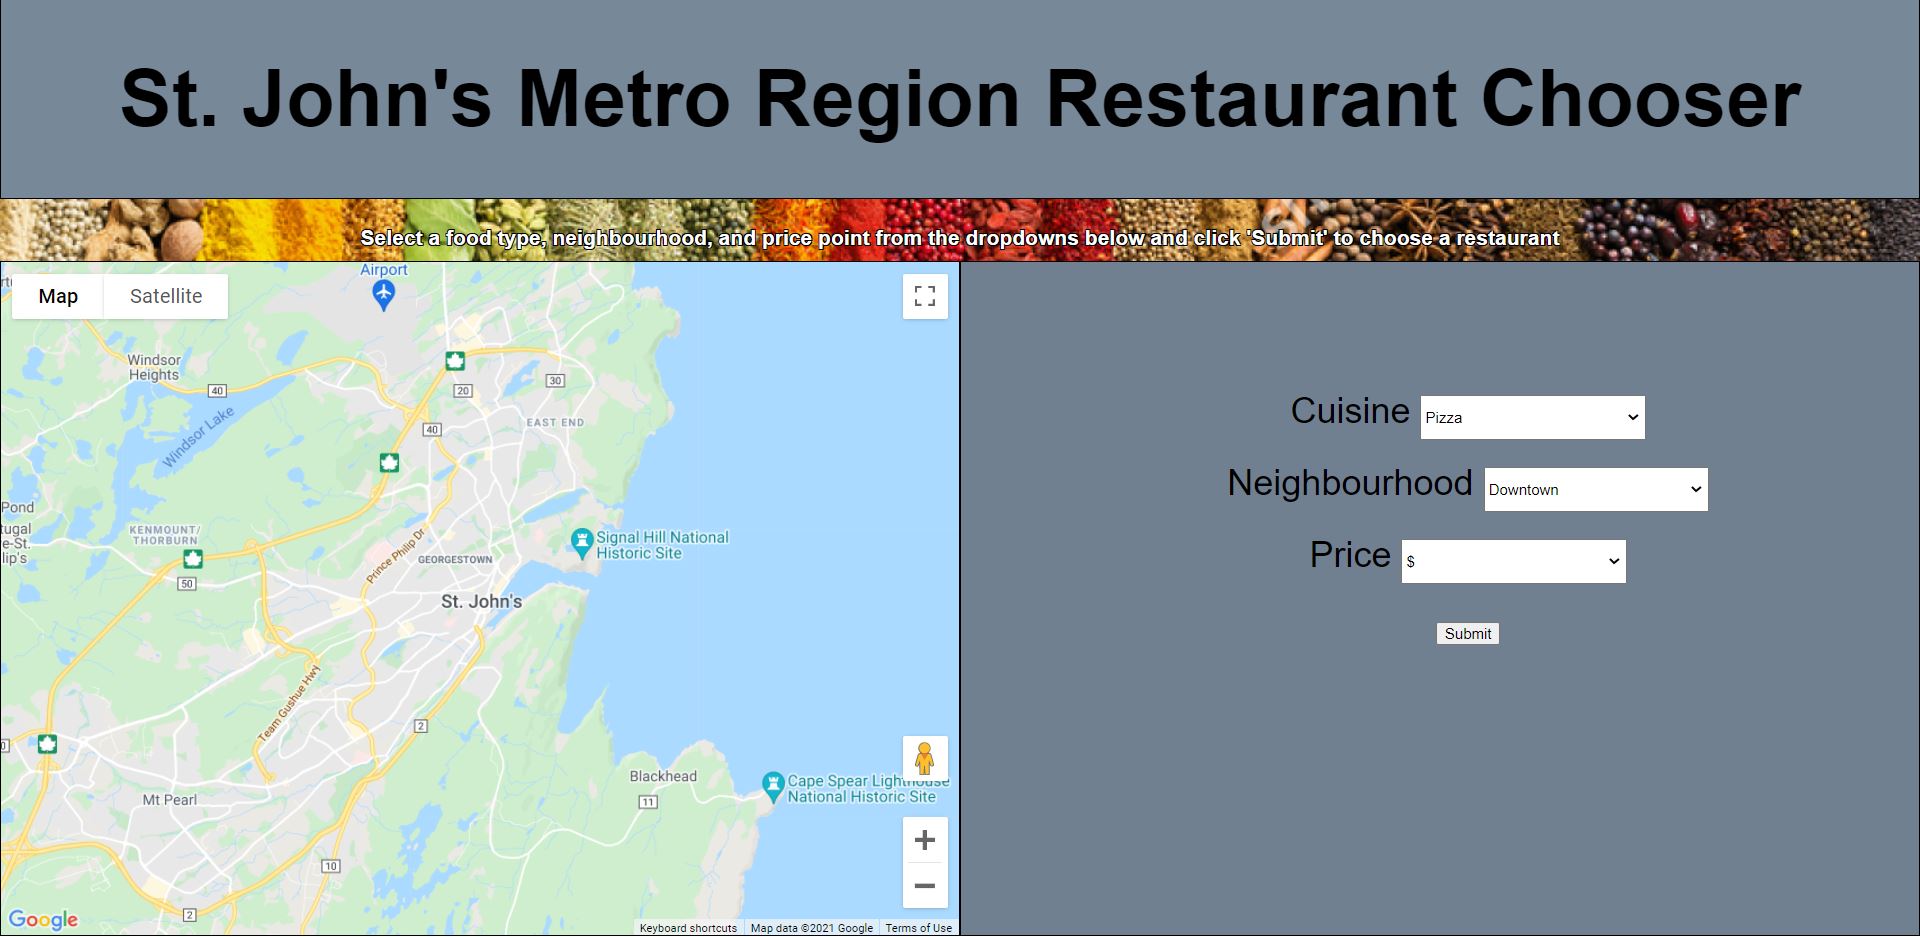 St. John's Metro Region Restaurant Chooser
Select a food type, neighbourhood, and price point from the dropdowns below and click 'Submit' to choose a restaurant
Map
Satellite
Airport
Windsor
Heights
40
20
30
Windsor Lake
40
EAST END
Pond
KENMOUNT/
THORBURN
Prince Philip Dr
GEORGESTOWN
Signal Hill National
Historic Site
50
St. John's
Team Gushue Hwy
2
Blackhead
Cape Spear Lighthouse
National Historic Site
11
Mt Pearl
10
2
Google
Keyboard shortcuts
Map data ©2021 Google
Terms of Use
Cuisine
Pizza
Neighbourhood
Downtown
Price
$
Submit